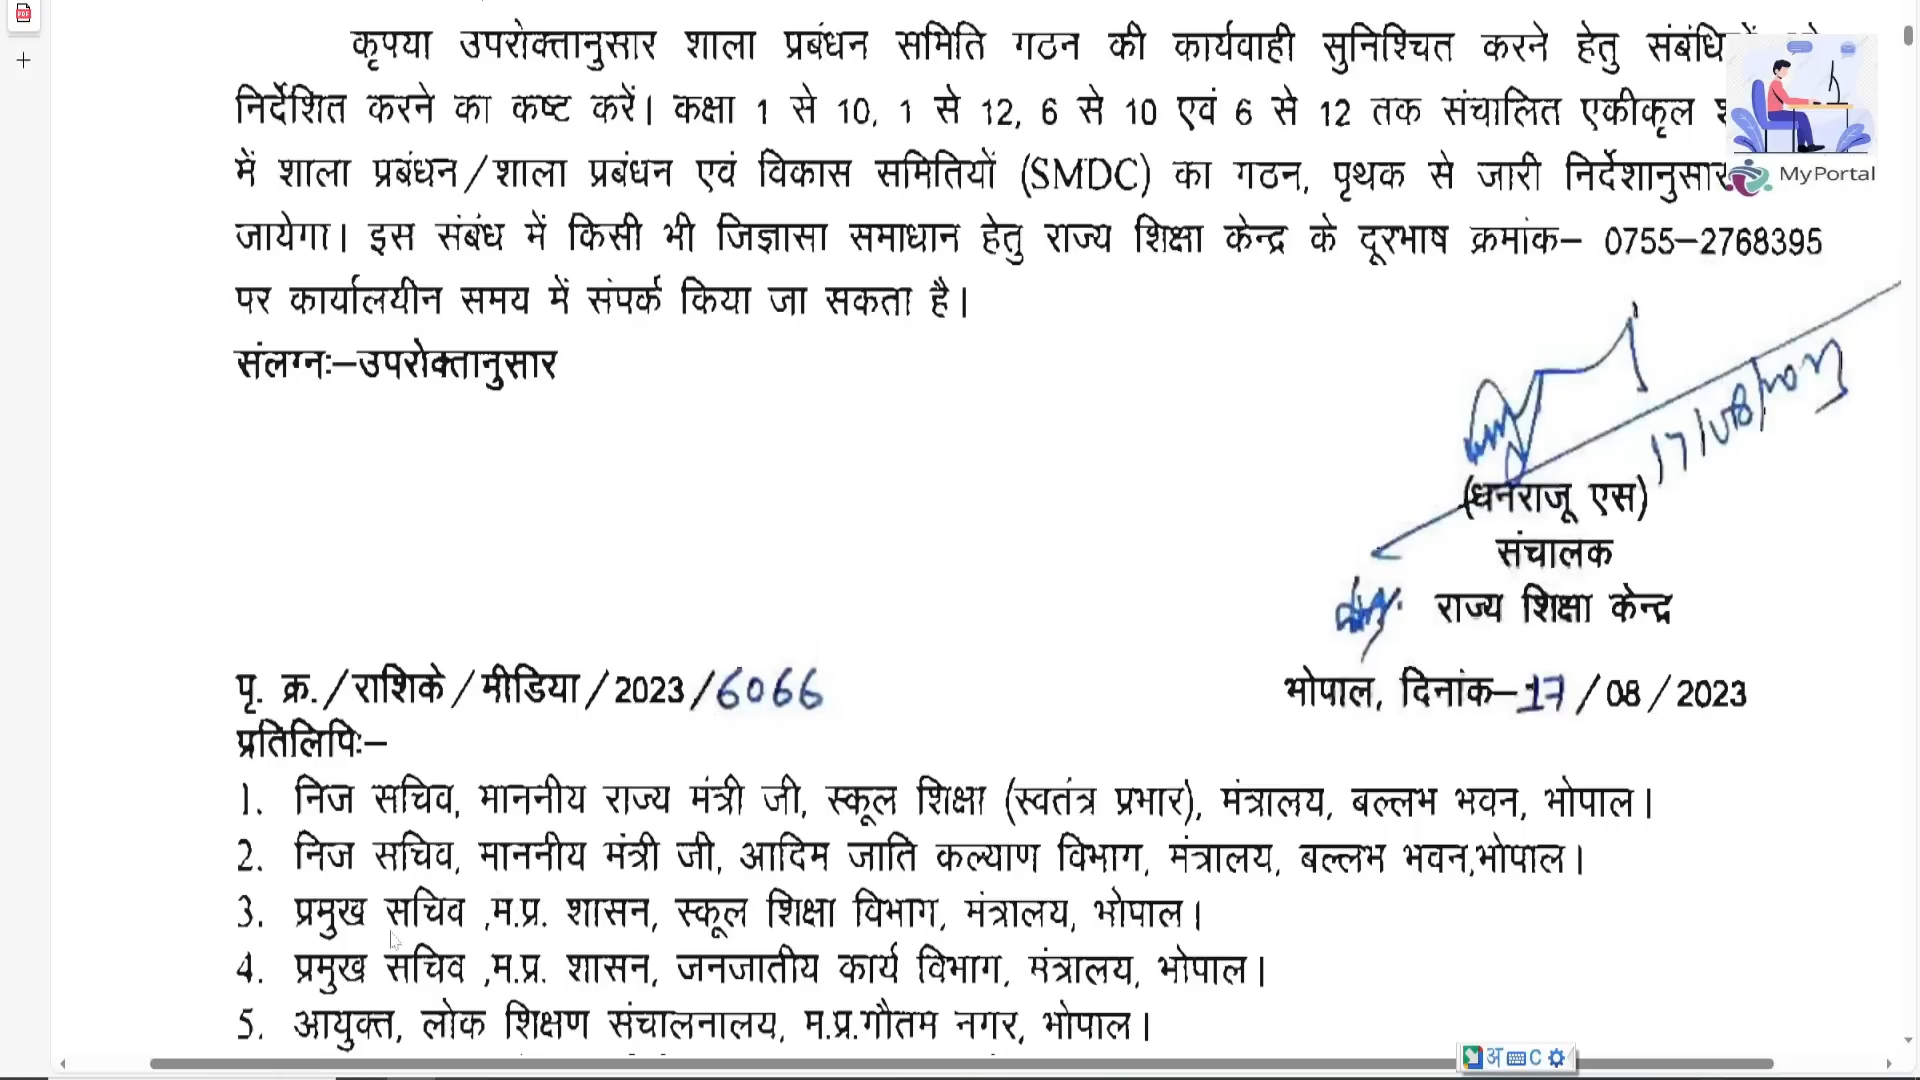 कृपया उपरोक्तानुसार शाला प्रबंधन समिति गठन की कार्यवाही सुनिश्चित करने हेतु
निर्देशित करने का कष्ट करें। कक्षा 1 से 10, 1 से 12, 6 से 10 एवं 6 से 12 तक संचालित एकीकृल
में शाला प्रबंधन/शाला प्रबंधन एवं विकास समितियों (SMDC) का गठन, पृथक से जारी निर्देशानुसार
MyPortal
जायेगा। इस संबंध में किसी भी जिज्ञासा समाधान हेतु राज्य शिक्षा केन्द्र के दूरभाष क्रमांक– 0755–2768395
पर कार्यालयीन समय में संपर्क किया जा सकता है।
संलग्नः–उपरोक्तानुसार
17/08/2023
(धनराजू एस)
संचालक
राज्य शिक्षा केन्द्र
पृ. क्र./राशिके/मीडिया/2023/6066
भोपाल, दिनांक–17/08/2023
प्रतिलिपिः–
1. निज सचिव, माननीय राज्य मंत्री जी, स्कूल शिक्षा (स्वतंत्र प्रभार), मंत्रालय, बल्लभ भवन, भोपाल।
2. निज सचिव, माननीय मंत्री जी, आदिम जाति कल्याण विभाग, मंत्रालय, बल्लभ भवन,भोपाल।
3. प्रमुख सचिव ,म.प्र. शासन, स्कूल शिक्षा विभाग, मंत्रालय, भोपाल।
4. प्रमुख सचिव ,म.प्र. शासन, जनजातीय कार्य विभाग, मंत्रालय, भोपाल।
5. आयुक्त, लोक शिक्षण संचालनालय, म.प्र.गौतम नगर, भोपाल।
अ C